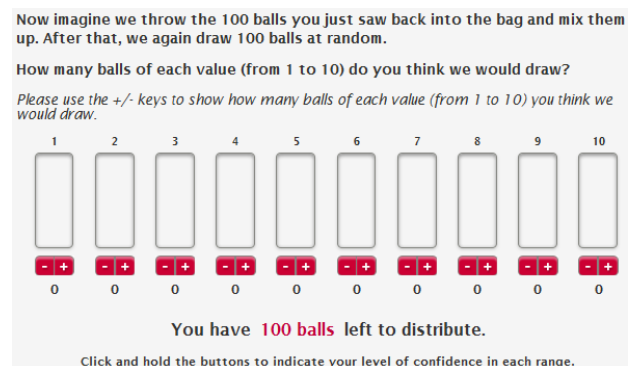 Now imagine we throw the 100 balls you just saw back into the bag and mix them
up. After that, we again draw 100 balls at random.
How many balls of each value (from 1 to 10) do you think we would draw?
Please use the +/- keys to show how many balls of each value (from 1 to 10) you think we
would draw.
1 2 3 4 5 6 7 8 9 10
- + - + - + - + - + - + - + - + - + - +
0 0 0 0 0 0 0 0 0 0
You have 100 balls left to distribute.
Click and hold the buttons to indicate your level of confidence in each range.